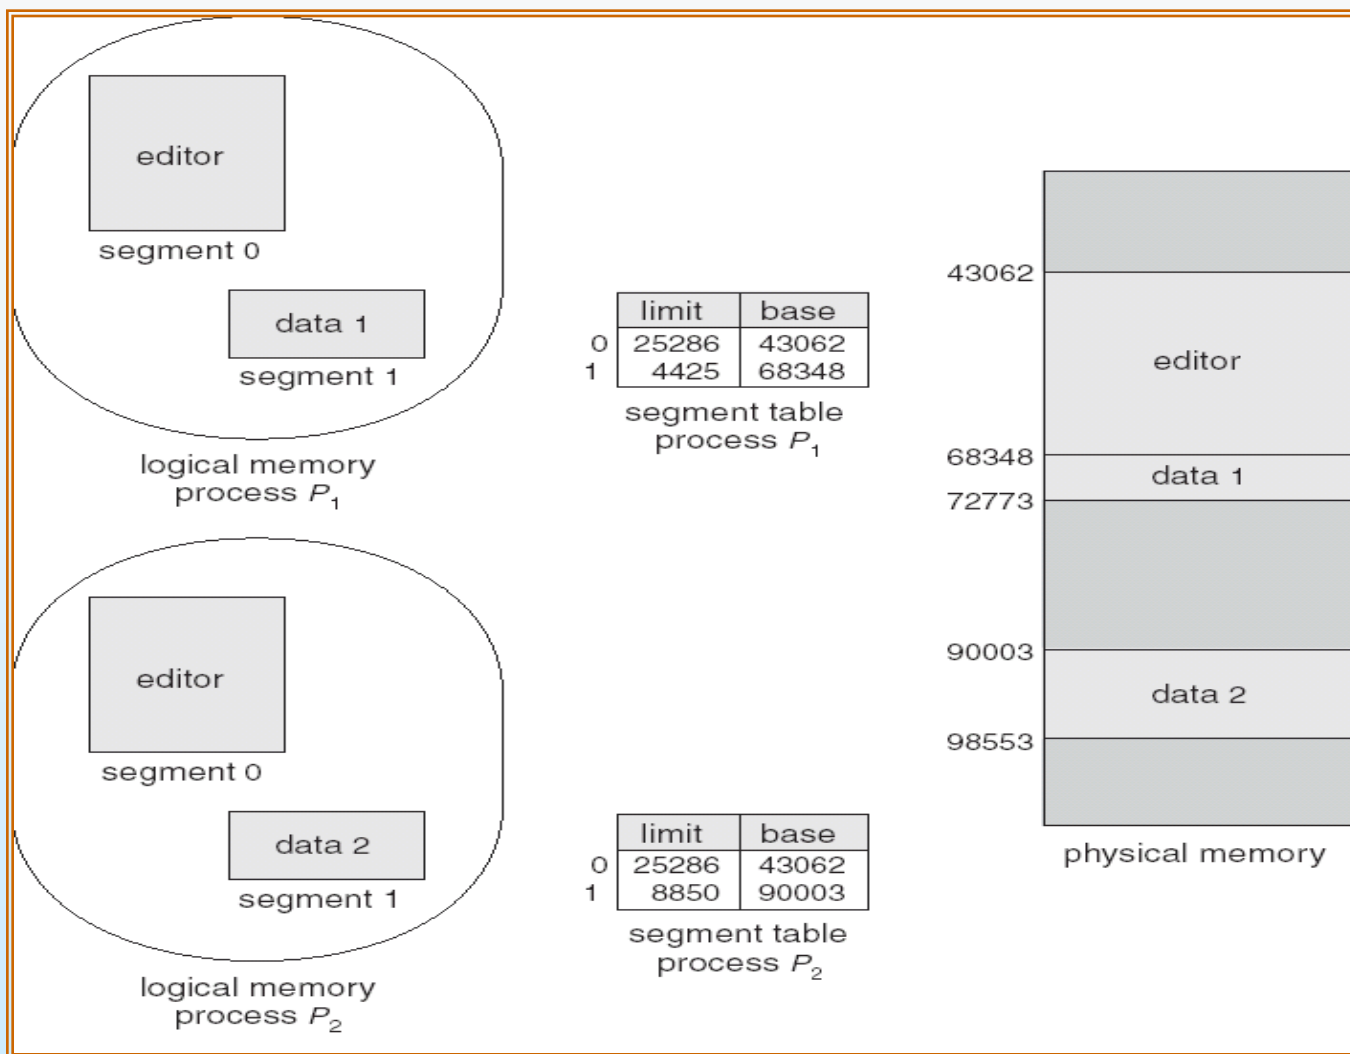 editor
segment 0
data 1
segment 1
logical memory
process P1
limit base
0 25286 43062
1 4425 68348
segment table
process P1
editor
segment 0
data 2
segment 1
logical memory
process P2
limit base
0 25286 43062
1 8850 90003
segment table
process P2
43062
editor
68348
data 1
72773
90003
data 2
98553
physical memory